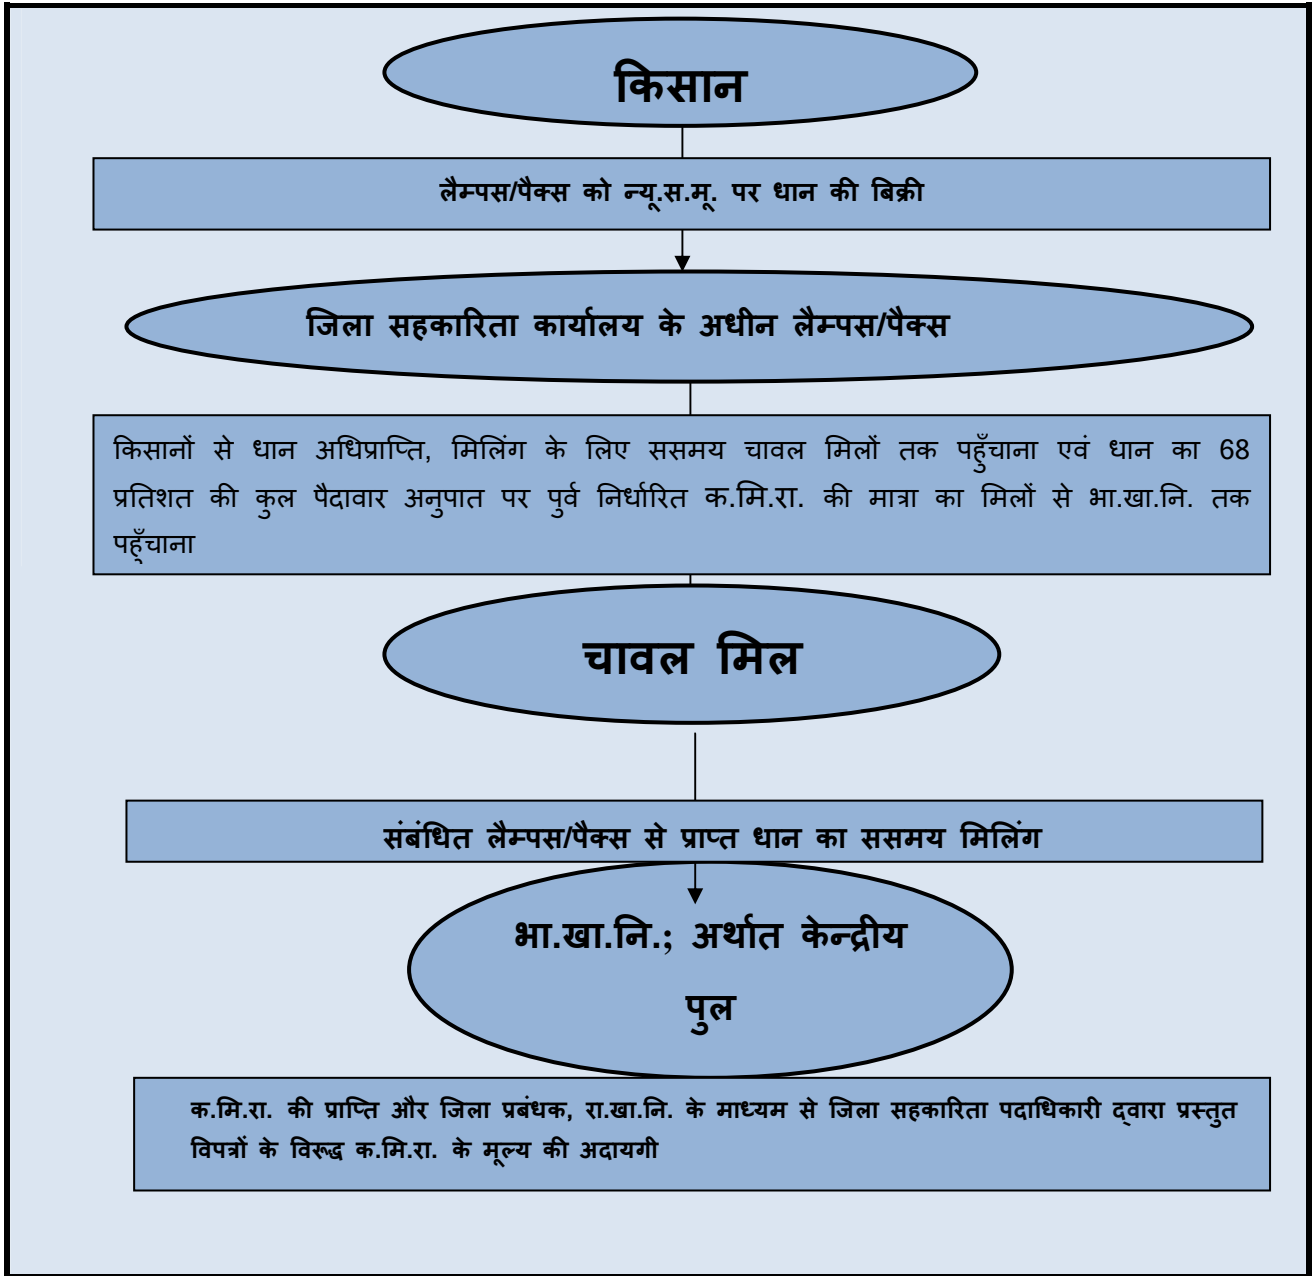 किसान
लैम्पस/पैक्स को न्यू.स.मू. पर धान की बिक्री
जिला सहकारिता कार्यालय के अधीन लैम्पस/पैक्स
किसानों से धान अधिप्राप्ति, मिलिंग के लिए ससमय चावल मिलों तक पहुँचाना एवं धान का 68
प्रतिशत की कुल पैदावार अनुपात पर पुर्व निर्धारित क.मि.रा. की मात्रा का मिलों से भा.खा.नि. तक
पहुँचाना
चावल मिल
संबंधित लैम्पस/पैक्स से प्राप्त धान का ससमय मिलिंग
भा.खा.नि.; अर्थात केन्द्रीय
पुल
क.मि.रा. की प्राप्ति और जिला प्रबंधक, रा.खा.नि. के माध्यम से जिला सहकारिता पदाधिकारी द्वारा प्रस्तुत
विपत्रों के विरूद्ध क.मि.रा. के मूल्य की अदायगी